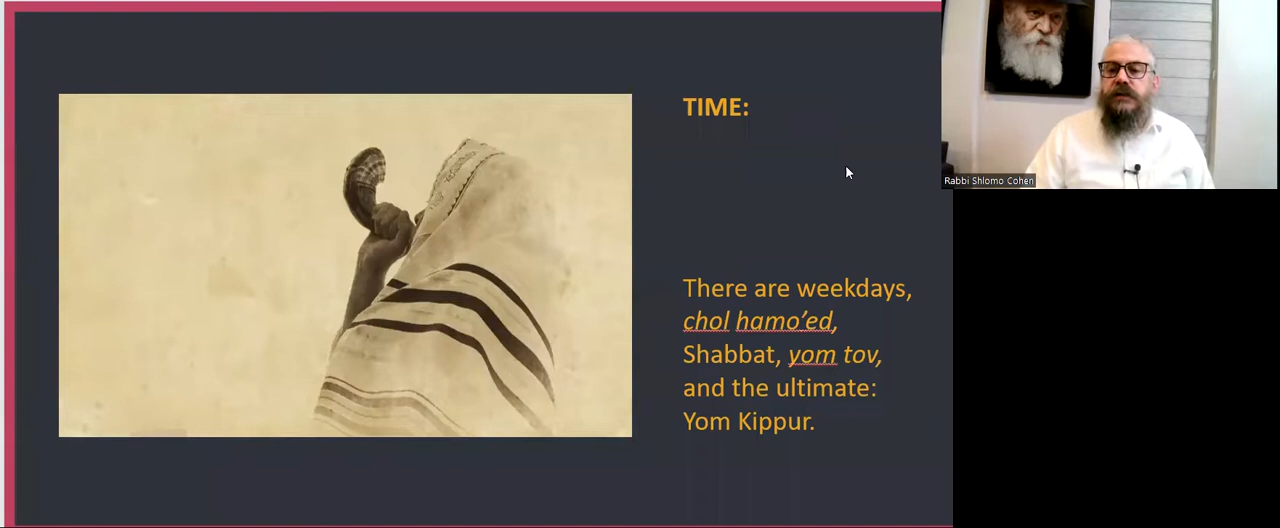 TIME:
There are weekdays,
chol hamo’ed,
Shabbat, yom tov,
and the ultimate:
Yom Kippur.
Rabbi Shlomo Cohen